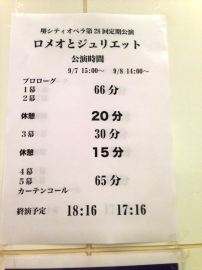 堺シティオペラ第28回定期公演
ロメオとジュリエット
公演時間
9/7 15:00～ 9/8 14:00～
プロローグ
1幕 66分
2幕
休憩 20分
3幕 30分
休憩 15分
4幕
5幕 65分
カーテンコール
終演予定 18:16 17:16